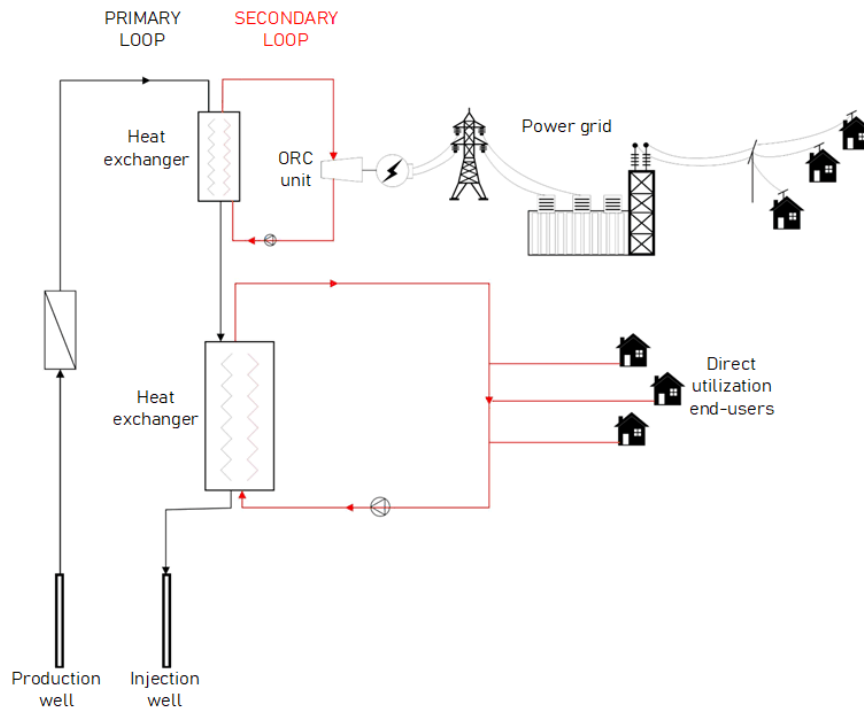 PRIMARY
LOOP
SECONDARY
LOOP
Heat
exchanger
ORC
unit
Power grid
Heat
exchanger
Direct
utilization
end-users
Production
well
Injection
well